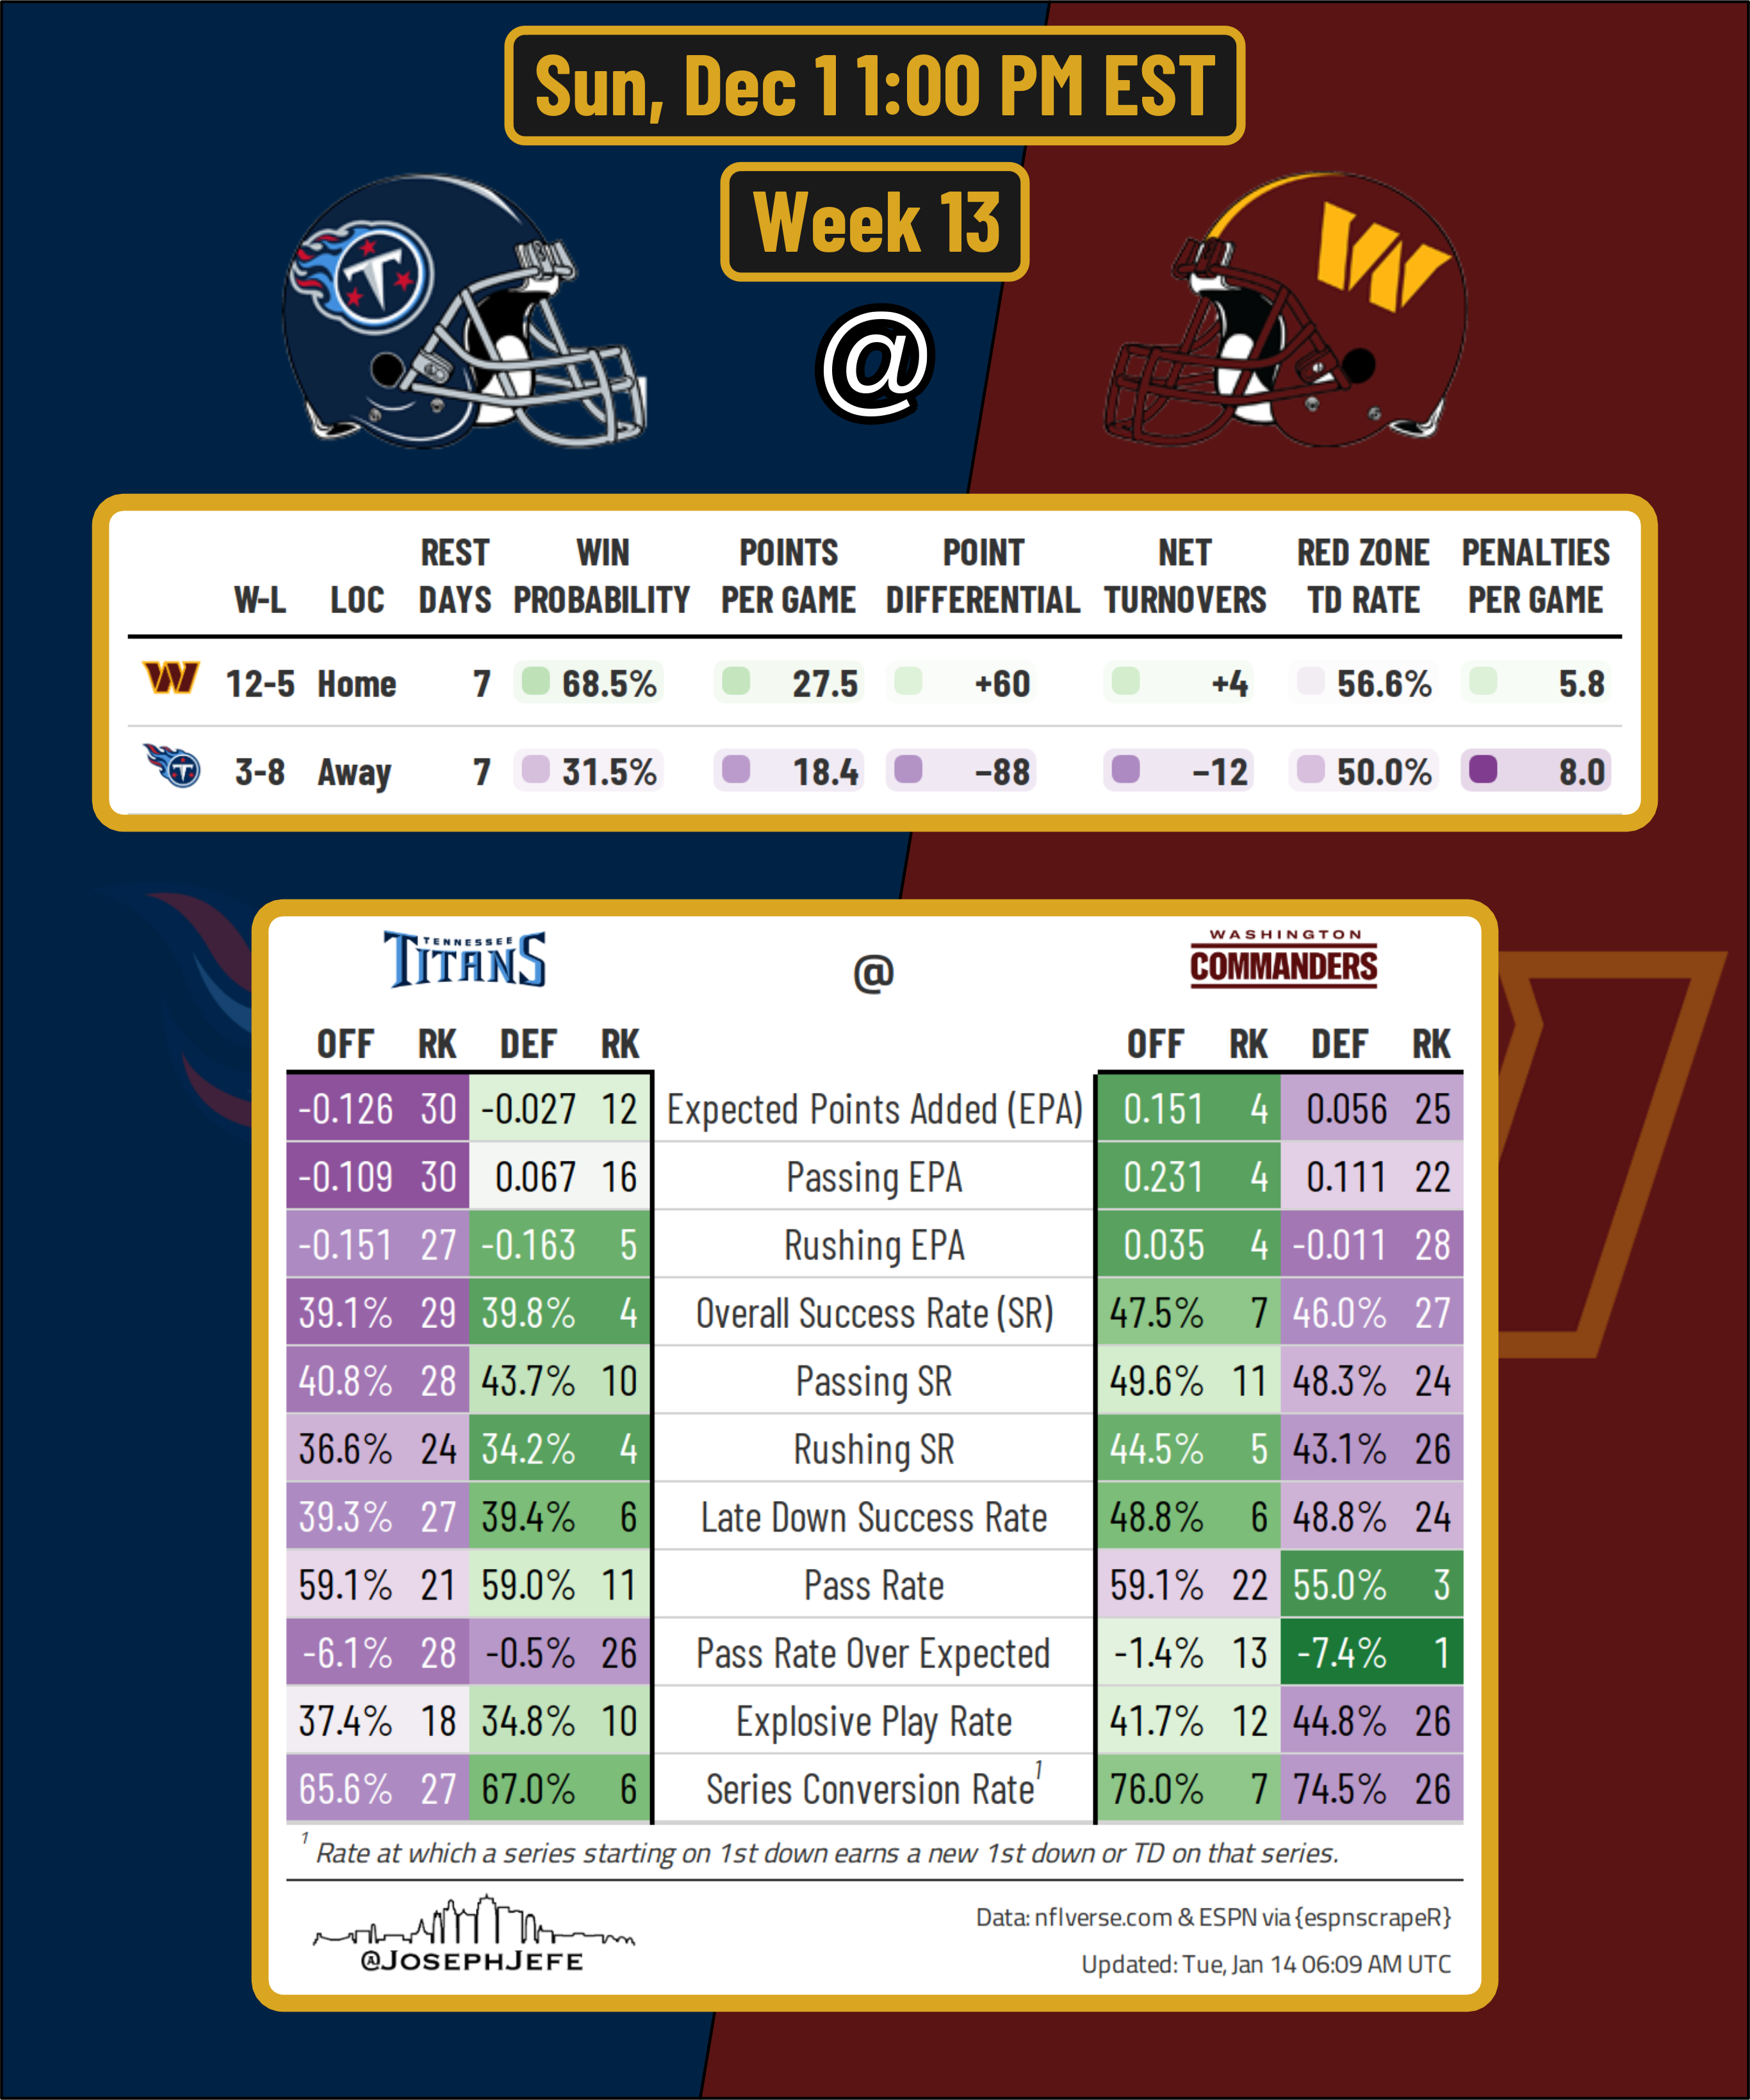 Sun, Dec 1 1:00 PM EST
Week 13
@
W-L LOC REST DAYS WIN PROBABILITY POINTS PER GAME POINT DIFFERENTIAL NET TURNOVERS RED ZONE TD RATE PENALTIES PER GAME
W 12-5 Home 7 68.5% 27.5 +60 +4 56.6% 5.8
T 3-8 Away 7 31.5% 18.4 −88 −12 50.0% 8.0
TENNESSEE TITANS @ WASHINGTON COMMANDERS
OFF RK DEF RK OFF RK DEF RK
-0.126 30 -0.027 12 Expected Points Added (EPA) 0.151 4 0.056 25
-0.109 30 0.067 16 Passing EPA 0.231 4 0.111 22
-0.151 27 -0.163 5 Rushing EPA 0.035 4 -0.011 28
39.1% 29 39.8% 4 Overall Success Rate (SR) 47.5% 7 46.0% 27
40.8% 28 43.7% 10 Passing SR 49.6% 11 48.3% 24
36.6% 24 34.2% 4 Rushing SR 44.5% 5 43.1% 26
39.3% 27 39.4% 6 Late Down Success Rate 48.8% 6 48.8% 24
59.1% 21 59.0% 11 Pass Rate 59.1% 22 55.0% 3
-6.1% 28 -0.5% 26 Pass Rate Over Expected -1.4% 13 -7.4% 1
37.4% 18 34.8% 10 Explosive Play Rate 41.7% 12 44.8% 26
65.6% 27 67.0% 6 Series Conversion Rate1 76.0% 7 74.5% 26
1 Rate at which a series starting on 1st down earns a new 1st down or TD on that series.
@JOSEPHJEFE
Data: nflverse.com & ESPN via {espnscrapeR}
Updated: Tue, Jan 14 06:09 AM UTC